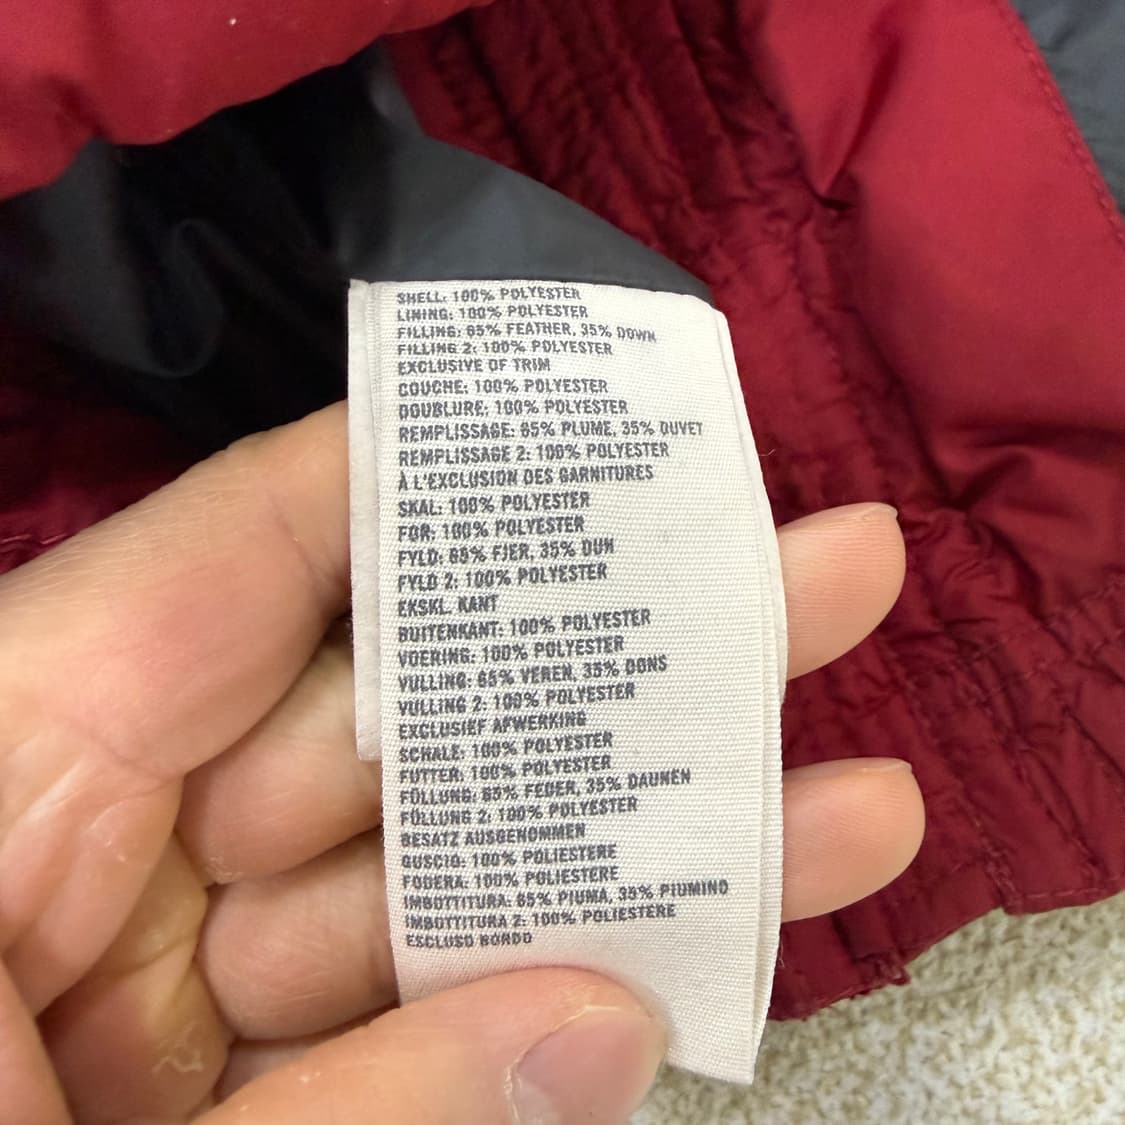 SHELL: 100% POLYESTER
LINING: 100% POLYESTER
FILLING: 65% FEATHER, 35% DOWN
FILLING 2: 100% POLYESTER
EXCLUSIVE OF TRIM
COUCHE: 100% POLYESTER
DOUBLURE: 100% POLYESTER
REMPLISSAGE: 65% PLUME, 35% DUVET
REMPLISSAGE 2: 100% POLYESTER
À L'EXCLUSION DES GARNITURES
SKAL: 100% POLYESTER
FOR: 100% POLYESTER
FYLD: 65% FJER, 35% DUN
FYLD 2: 100% POLYESTER
EKSKL. KANT
BUITENKANT: 100% POLYESTER
VOERING: 100% POLYESTER
VULLING: 65% VEREN, 35% DONS
VULLING 2: 100% POLYESTER
EXCLUSIEF AFWERKING
SCHALE: 100% POLYESTER
FUTTER: 100% POLYESTER
FÜLLUNG: 65% FEDER, 35% DAUNEN
FÜLLUNG 2: 100% POLYESTER
BESATZ AUSGENOMMEN
GUSCIO: 100% POLIESTERE
FODERA: 100% POLIESTERE
IMBOTTITURA: 65% PIUMA, 35% PIUMINO
IMBOTTITURA 2: 100% POLIESTERE
ESCLUSO BORDO